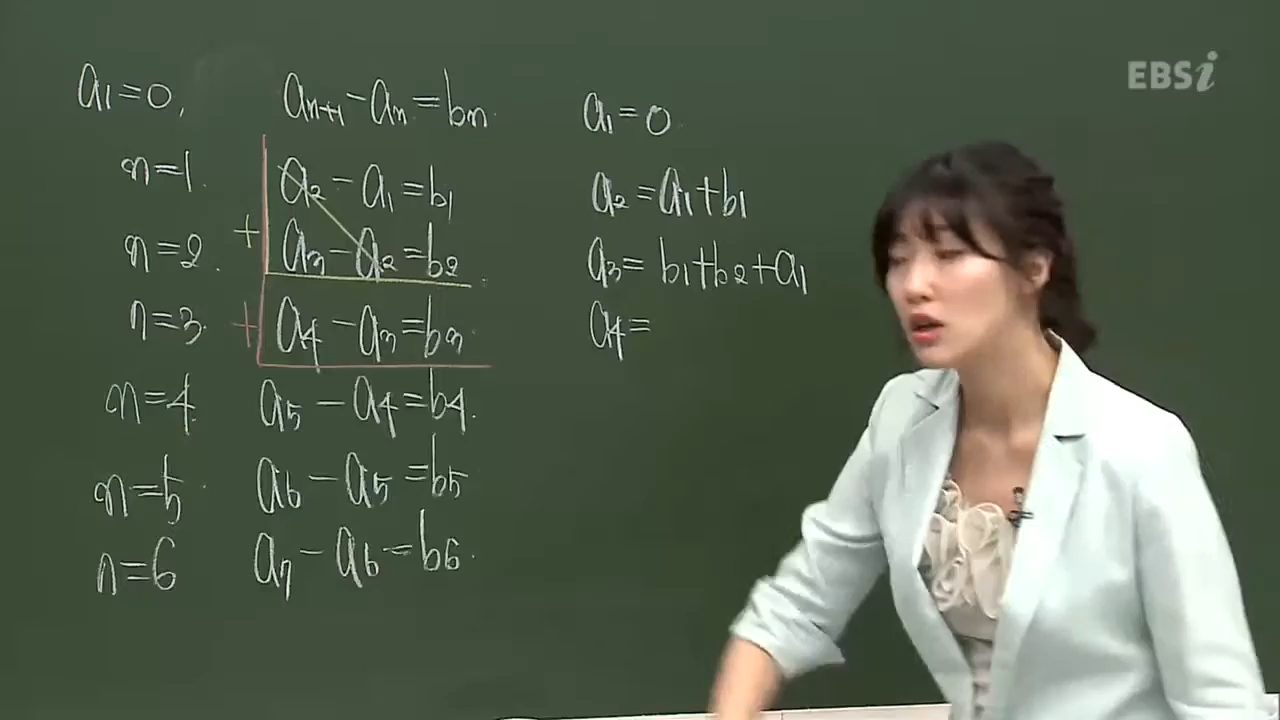 EBSi
a₁=0, aₙ₊₁-aₙ=bₙ.
n=1. a₂-a₁=b₁
n=2. + a₃-a₂=b₂.
n=3. + a₄-a₃=b₃.
n=4. a₅-a₄=b₄.
n=5. a₆-a₅=b₅
n=6 a₇-a₆=b₆.
a₁=0.
a₂=a₁+b₁
a₃=b₁+b₂+a₁
a₄=